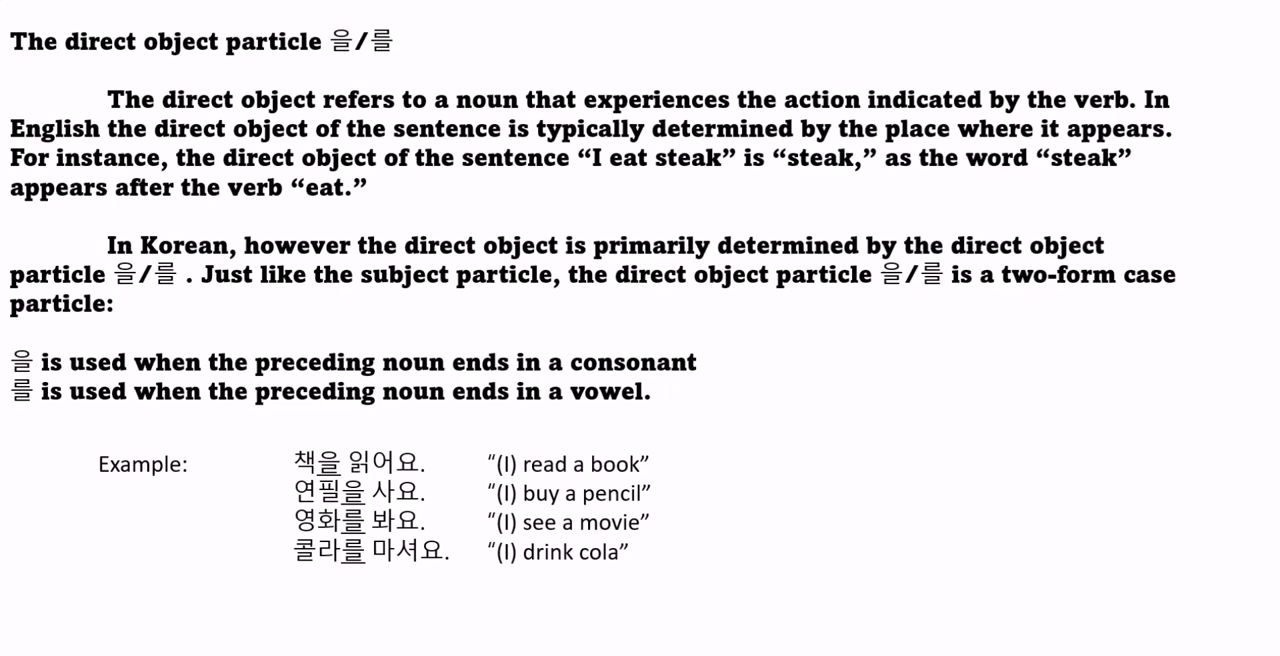 The direct object particle 을/를
The direct object refers to a noun that experiences the action indicated by the verb. In
English the direct object of the sentence is typically determined by the place where it appears.
For instance, the direct object of the sentence “I eat steak” is “steak,” as the word “steak”
appears after the verb “eat.”
In Korean, however the direct object is primarily determined by the direct object
particle 을/를 . Just like the subject particle, the direct object particle 을/를 is a two-form case
particle:
을 is used when the preceding noun ends in a consonant
를 is used when the preceding noun ends in a vowel.
Example: 책을 읽어요. “(I) read a book”
연필을 사요. “(I) buy a pencil”
영화를 봐요. “(I) see a movie”
콜라를 마셔요. “(I) drink cola”